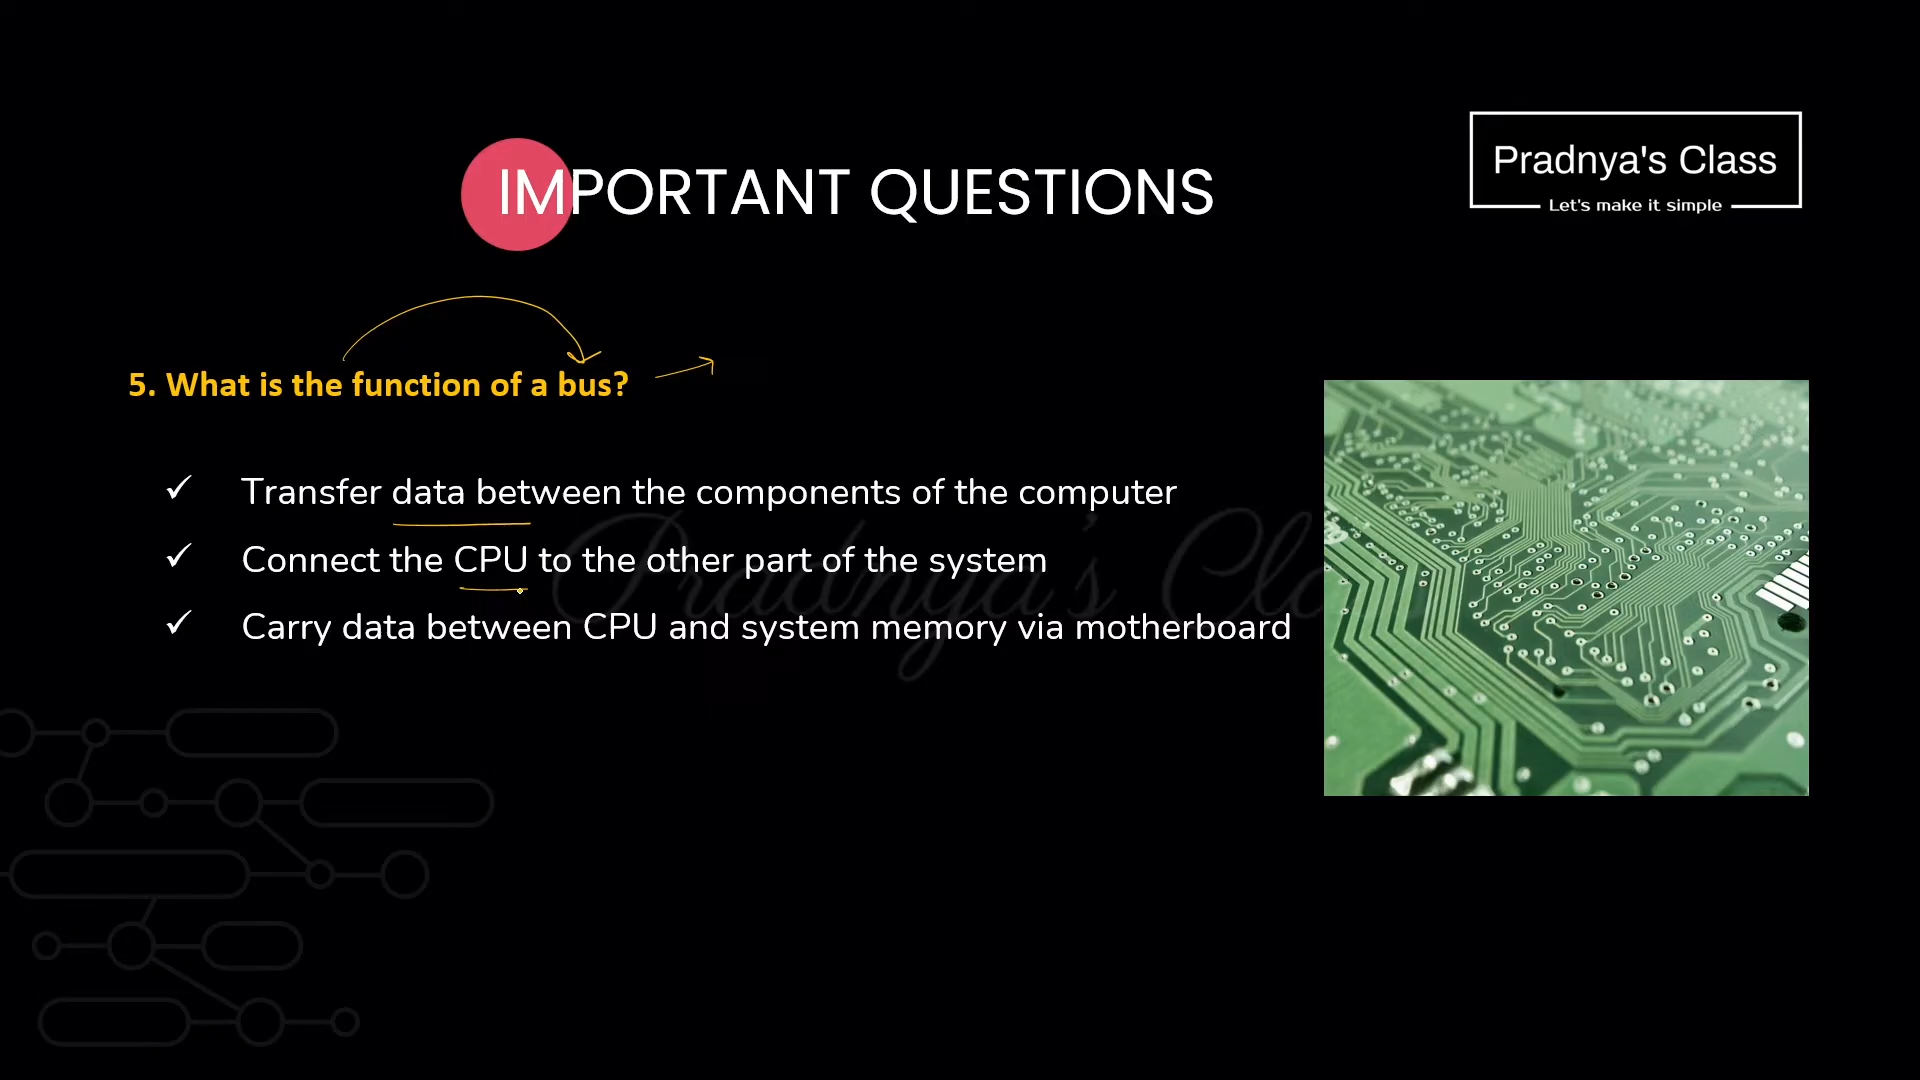 Pradnya's Class
Let's make it simple
IMPORTANT QUESTIONS
5. What is the function of a bus?
✓ Transfer data between the components of the computer
✓ Connect the CPU to the other part of the system
✓ Carry data between CPU and system memory via motherboard
Pradnya's Cla